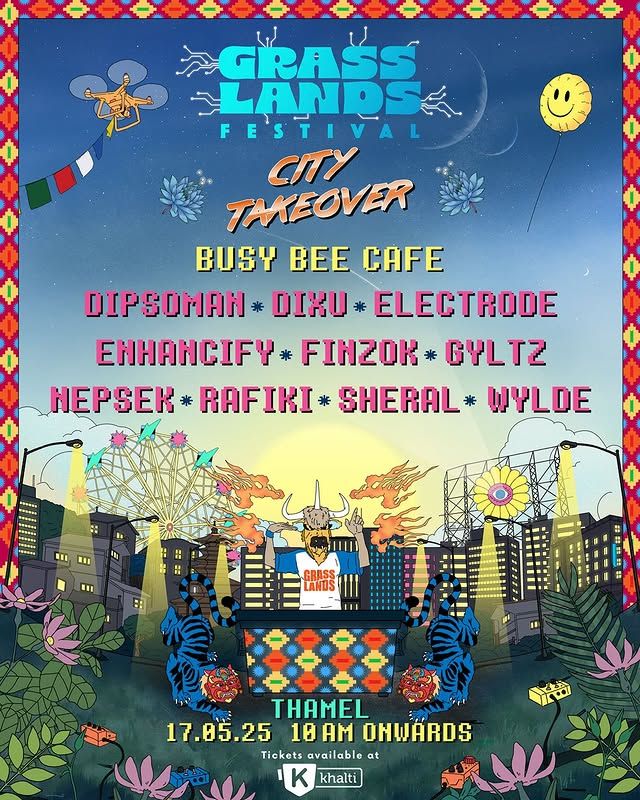 GRASS
LANDS
FESTIVAL
CITY
TAKEOVER
BUSY BEE CAFE
DIPSOMAN * DIXU * ELECTRODE
ENHANCIFY * FINZOK * GYLTZ
NEPSEK * RAFIKI * SHERAL * WYLDE
GRASS
LANDS
THAMEL
17.05.25 10 AM ONWARDS
Tickets available at
K khalti